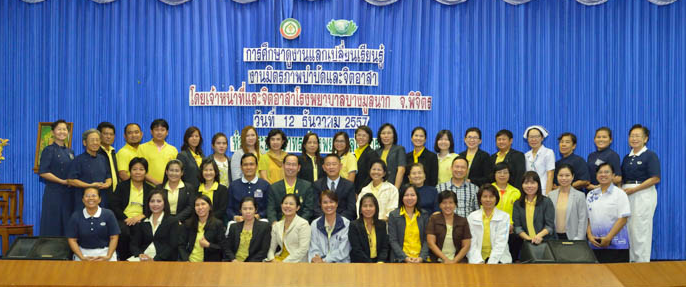 การศึกษาดูงานแลกเปลี่ยนเรียนรู้
งานมิตรภาพบำบัดและจิตอาสา
โดยเจ้าหน้าที่และจิตอาสาโรงพยาบาลบางมูลนาก จ.พิจิตร
วันที่ 12 ธันวาคม 2557